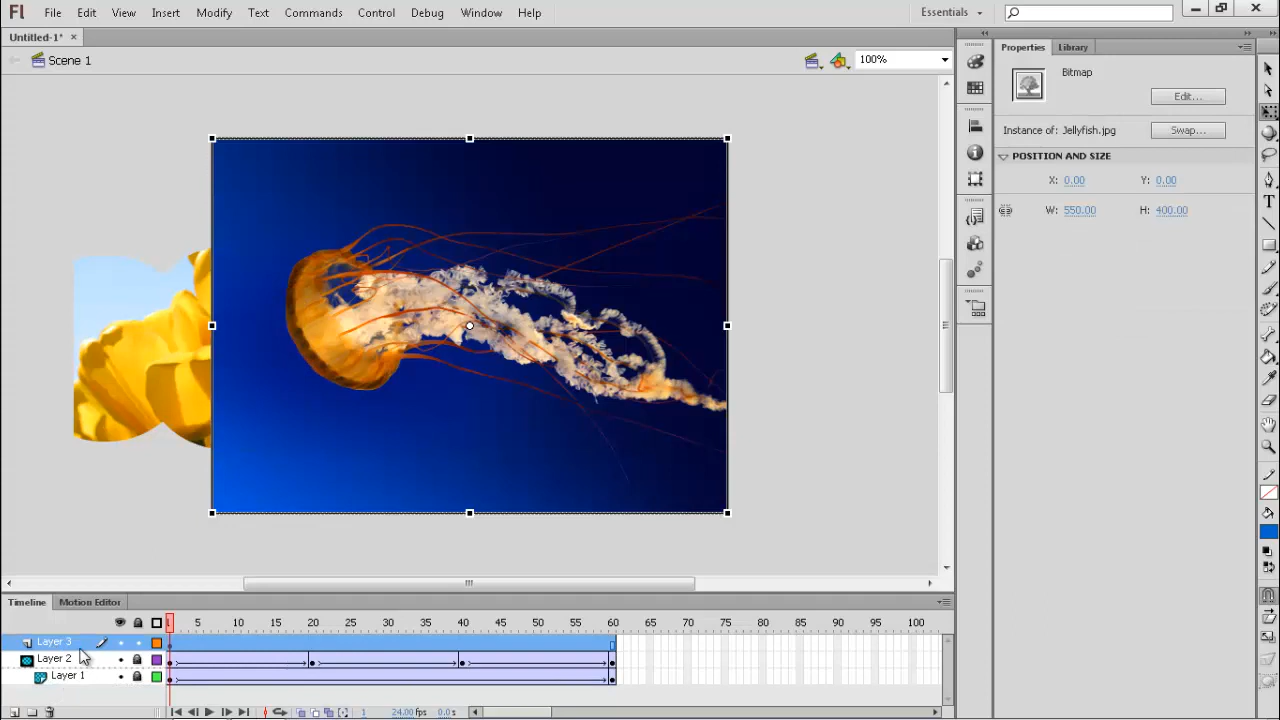 Fl File Edit View Insert Modify Text Commands Control Debug Window Help Essentials
Untitled-1* Properties Library
Scene 1 100%
Bitmap
Edit...
Instance of: Jellyfish.jpg Swap...
POSITION AND SIZE
X: 0.00 Y: 0.00
W: 550.00 H: 400.00
Timeline Motion Editor
1 5 10 15 20 25 30 35 40 45 50 55 60 65 70 75 80 85 90 95 100
Layer 3
Layer 2
Layer 1
1 24.00 fps 0.0 s